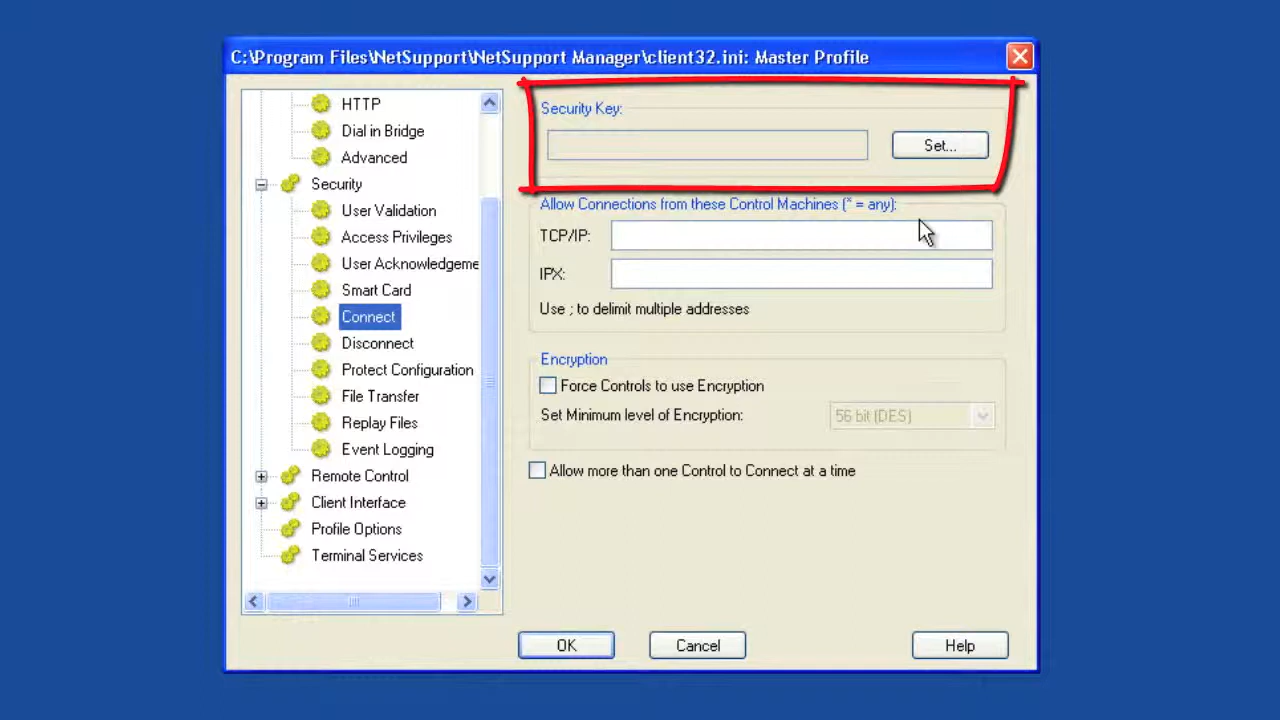 C:\Program Files\NetSupport\NetSupport Manager\client32.ini: Master Profile
HTTP
Dial in Bridge
Advanced
Security
User Validation
Access Privileges
User Acknowledgeme
Smart Card
Connect
Disconnect
Protect Configuration
File Transfer
Replay Files
Event Logging
Remote Control
Client Interface
Profile Options
Terminal Services
Security Key:
Set...
Allow Connections from these Control Machines (* = any):
TCP/IP:
IPX:
Use ; to delimit multiple addresses
Encryption
Force Controls to use Encryption
Set Minimum level of Encryption: 56 bit (DES)
Allow more than one Control to Connect at a time
OK Cancel Help